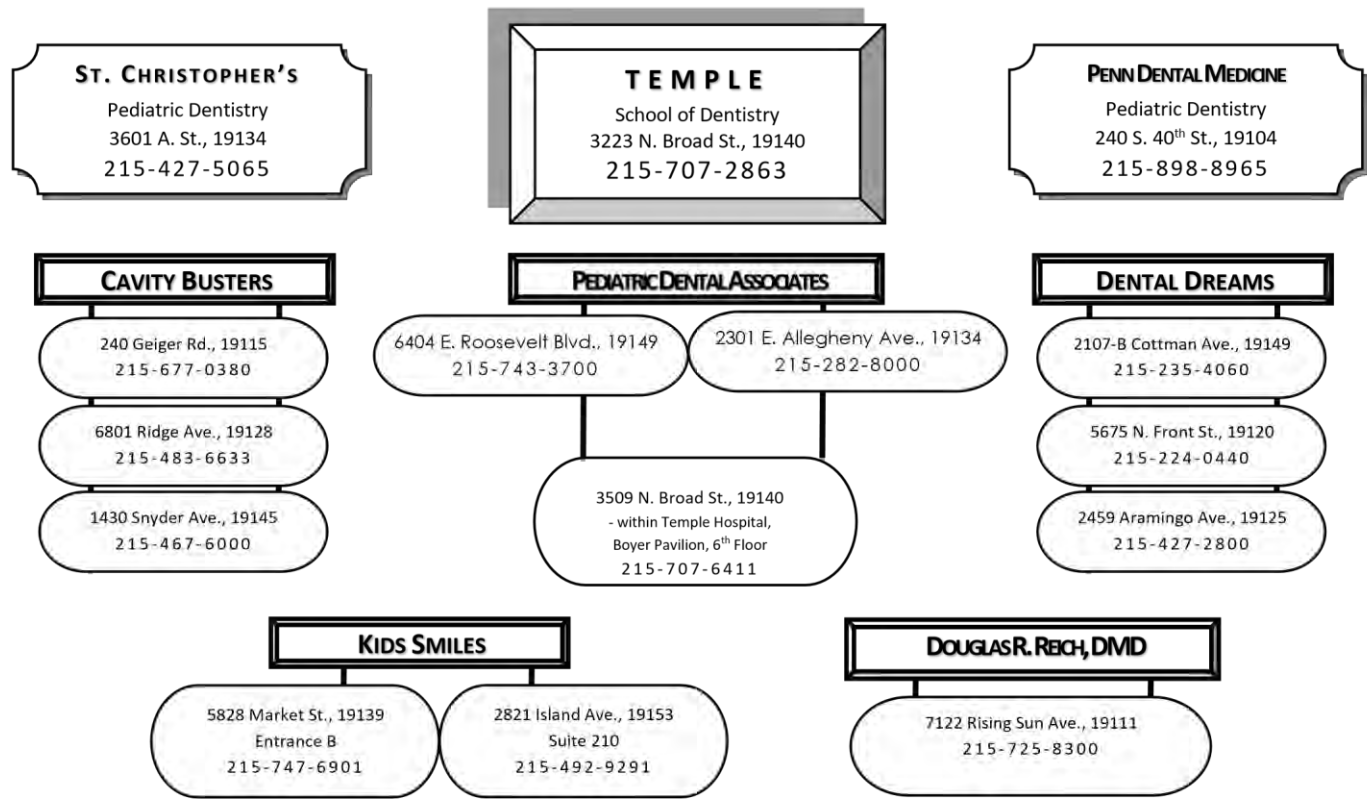 ST. CHRISTOPHER'S
Pediatric Dentistry
3601 A. St., 19134
215-427-5065
TEMPLE
School of Dentistry
3223 N. Broad St., 19140
215-707-2863
PENN DENTAL MEDICINE
Pediatric Dentistry
240 S. 40th St., 19104
215-898-8965
CAVITY BUSTERS
240 Geiger Rd., 19115
215-677-0380
6801 Ridge Ave., 19128
215-483-6633
1430 Snyder Ave., 19145
215-467-6000
PEDIATRIC DENTAL ASSOCIATES
6404 E. Roosevelt Blvd., 19149
215-743-3700
2301 E. Allegheny Ave., 19134
215-282-8000
3509 N. Broad St., 19140
- within Temple Hospital,
Boyer Pavilion, 6th Floor
215-707-6411
DENTAL DREAMS
2107-B Cottman Ave., 19149
215-235-4060
5675 N. Front St., 19120
215-224-0440
2459 Aramingo Ave., 19125
215-427-2800
KIDS SMILES
5828 Market St., 19139
Entrance B
215-747-6901
2821 Island Ave., 19153
Suite 210
215-492-9291
DOUGLAS R. REICH, DMD
7122 Rising Sun Ave., 19111
215-725-8300